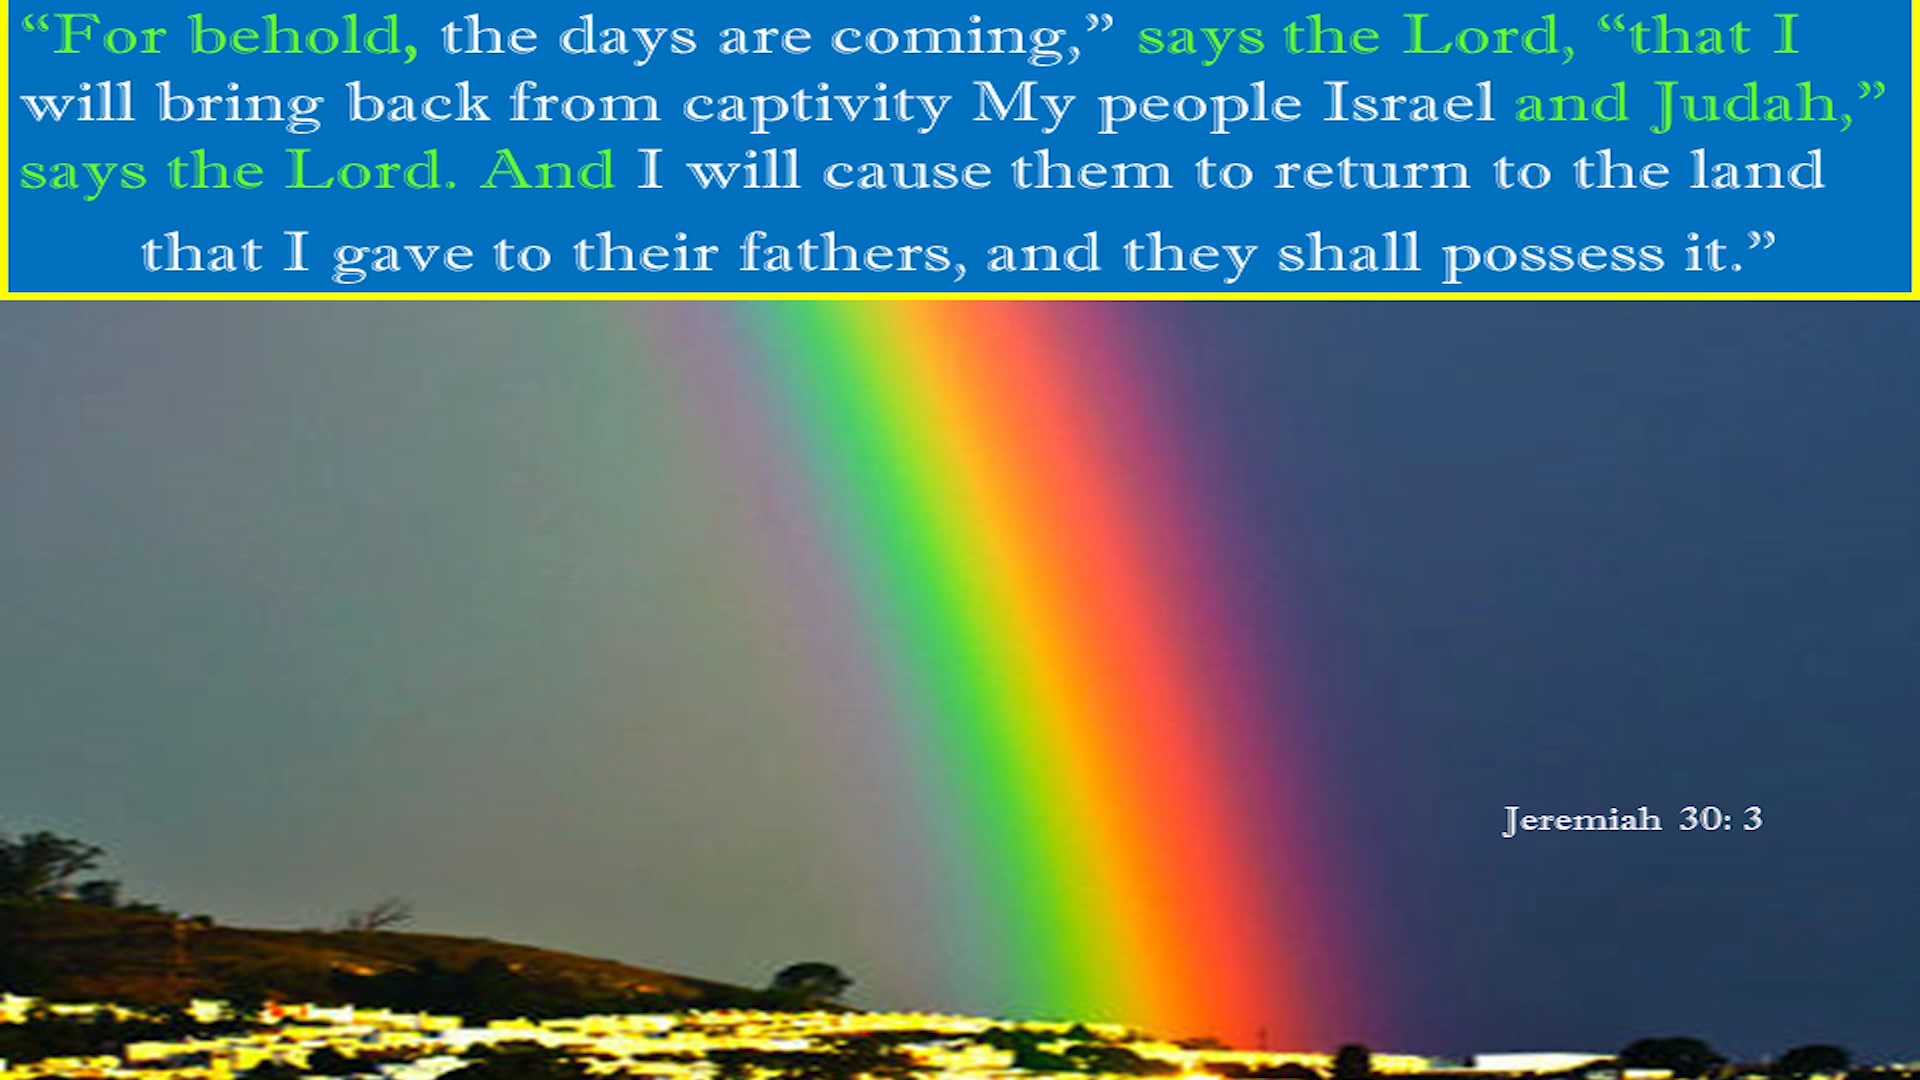 “For behold, the days are coming,” says the Lord, “that I
will bring back from captivity My people Israel and Judah,”
says the Lord. And I will cause them to return to the land
that I gave to their fathers, and they shall possess it.”
Jeremiah 30: 3